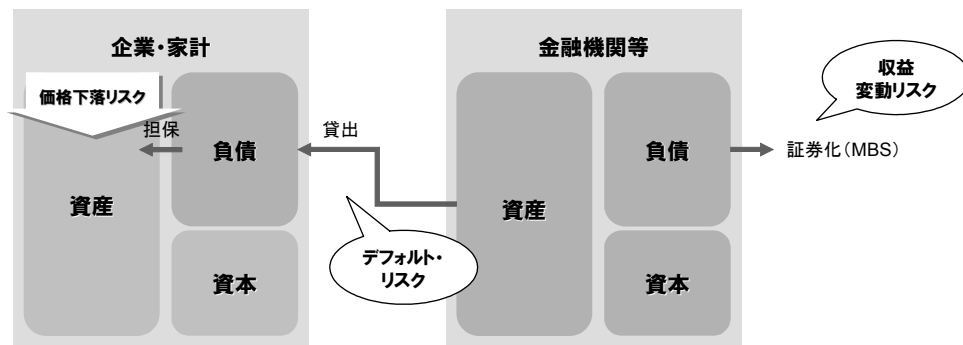 企業・家計
価格下落リスク
担保
負債
資産
資本
貸出
デフォルト・
リスク
金融機関等
資産
負債
資本
収益
変動リスク
証券化(MBS)